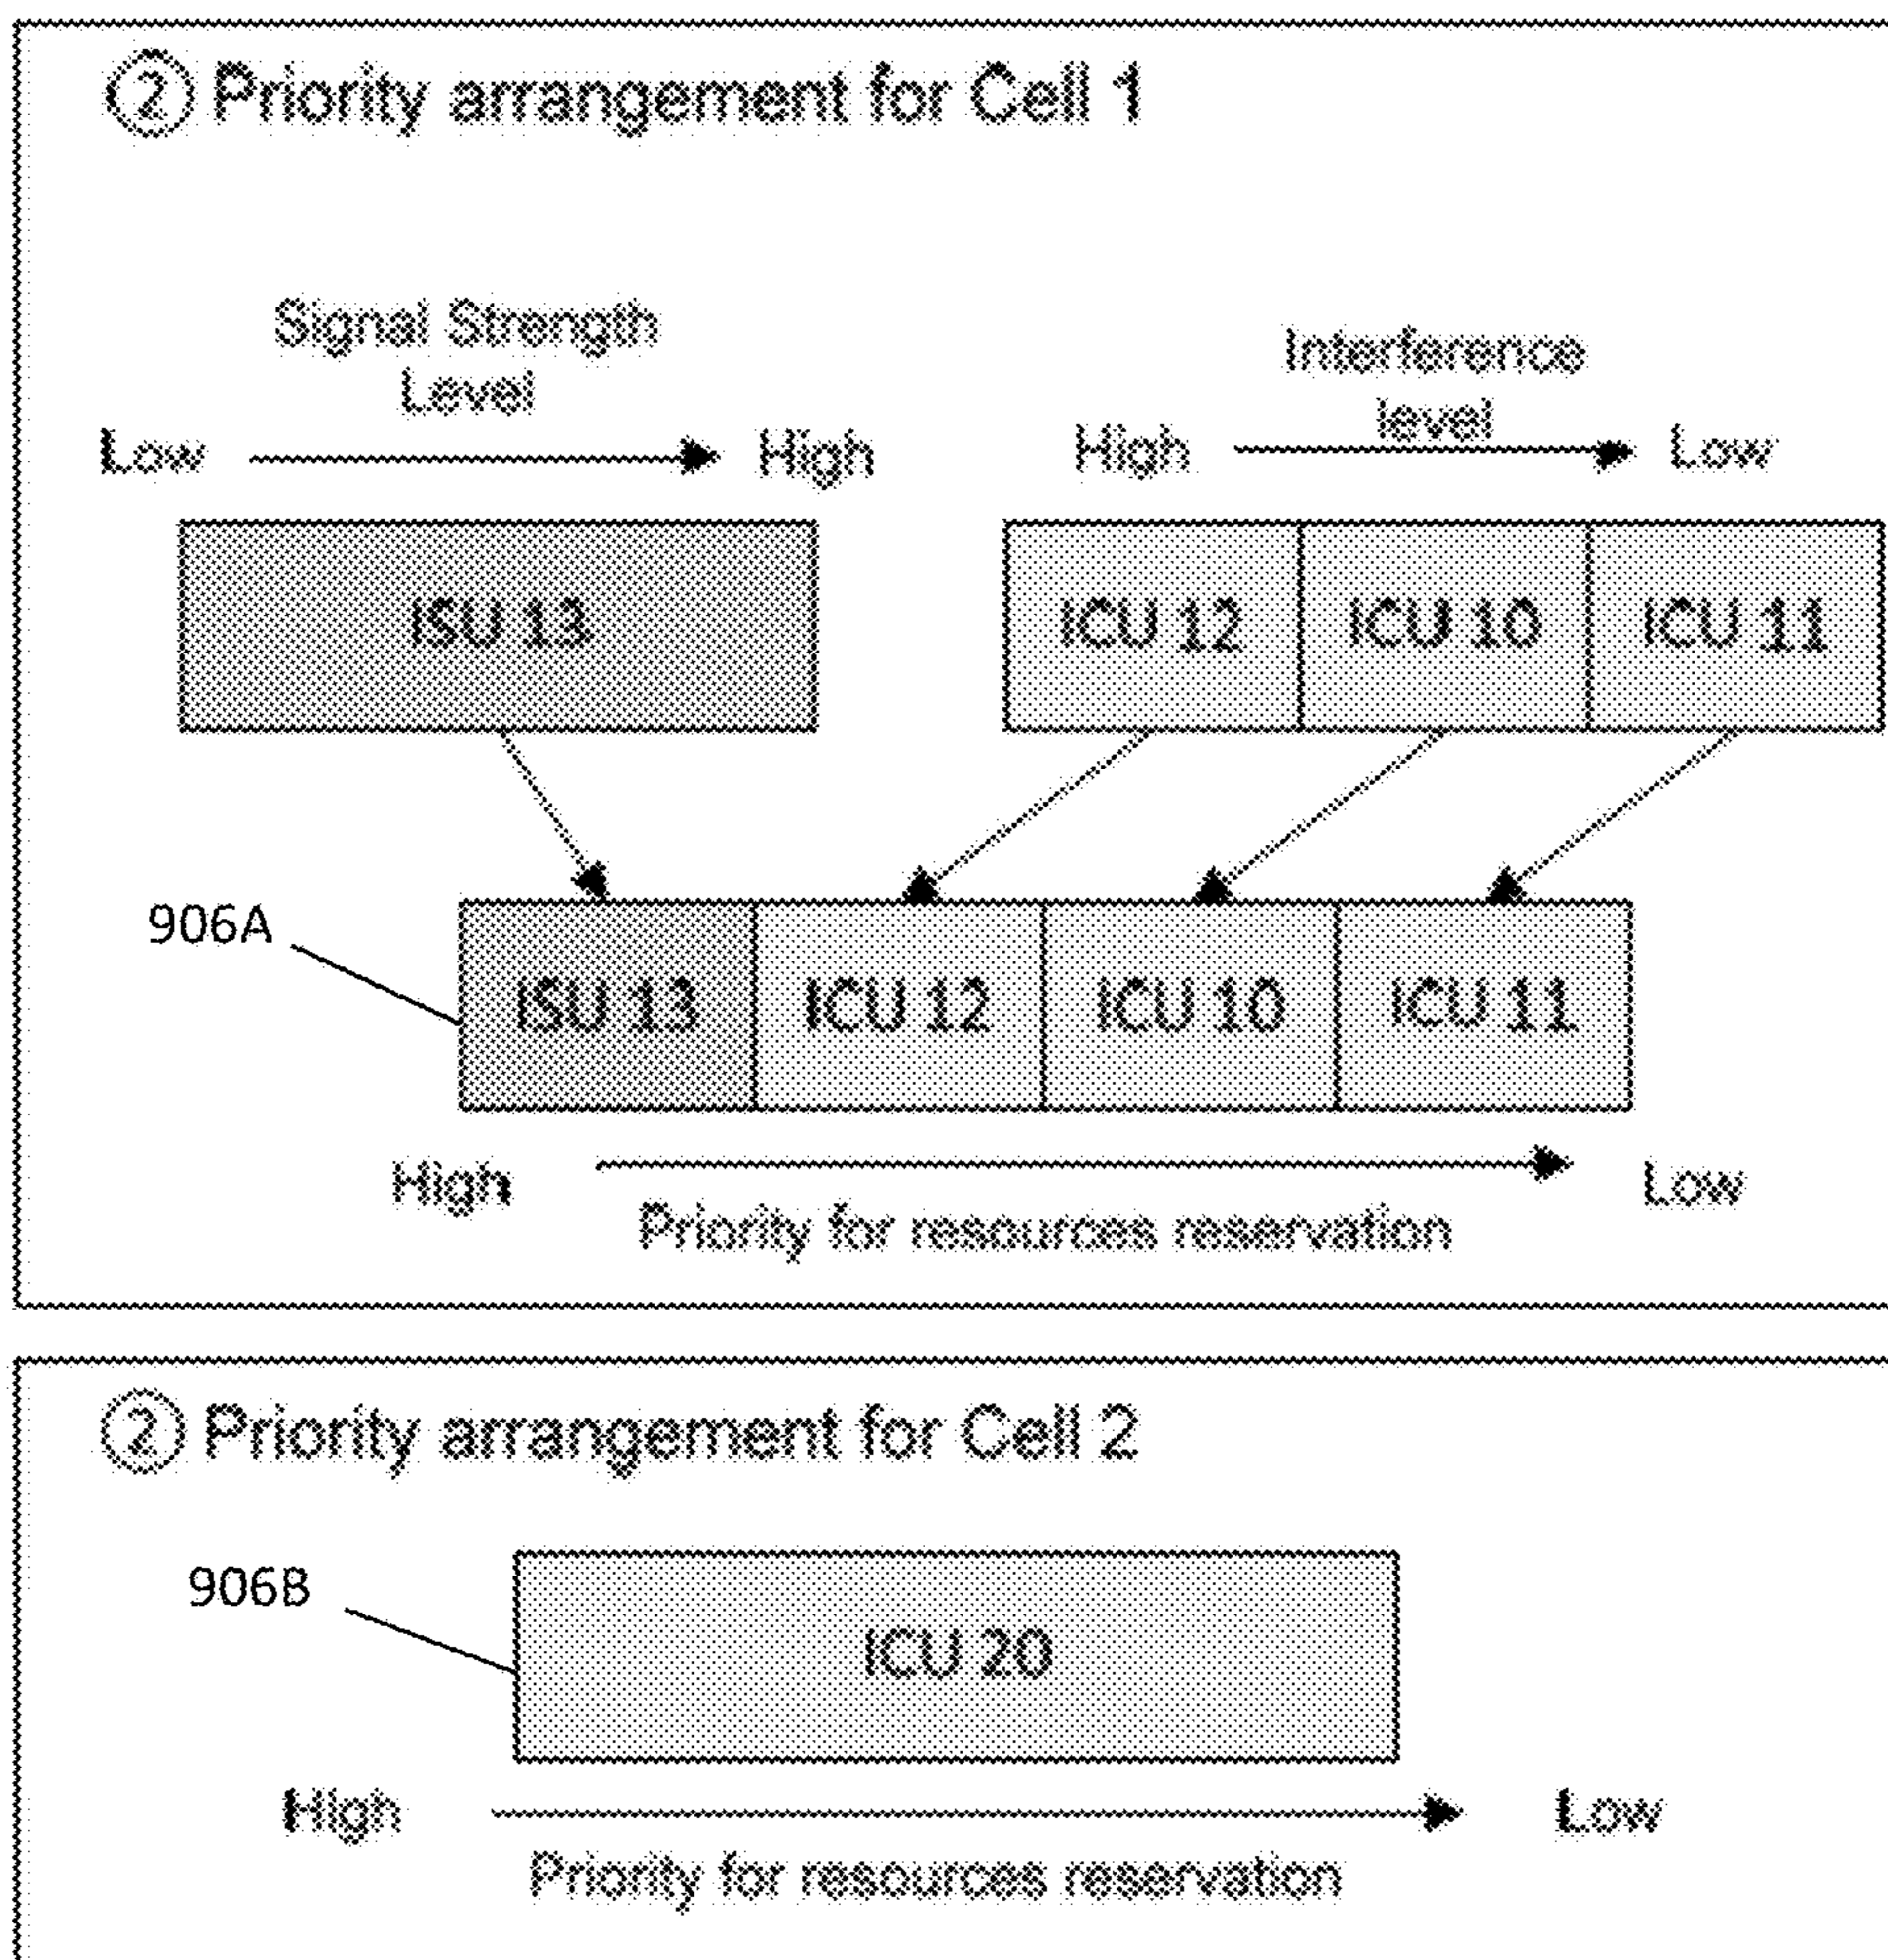 ② Priority arrangement for Cell 1
Signal Strength
Level
Low
High
Interference
level
High
Low
ISU 13
ICU 12
ICU 10
ICU 11
906A
ISU 13
ICU 12
ICU 10
ICU 11
High
Low
Priority for resources reservation
② Priority arrangement for Cell 2
906B
ICU 20
High
Low
Priority for resources reservation